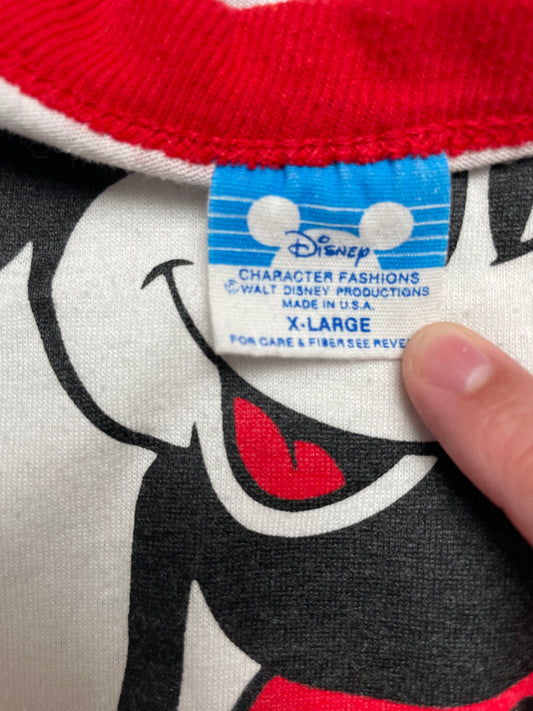 Disney
CHARACTER FASHIONS
© WALT DISNEY PRODUCTIONS
MADE IN U.S.A.
X-LARGE
FOR CARE & FIBER SEE REVE